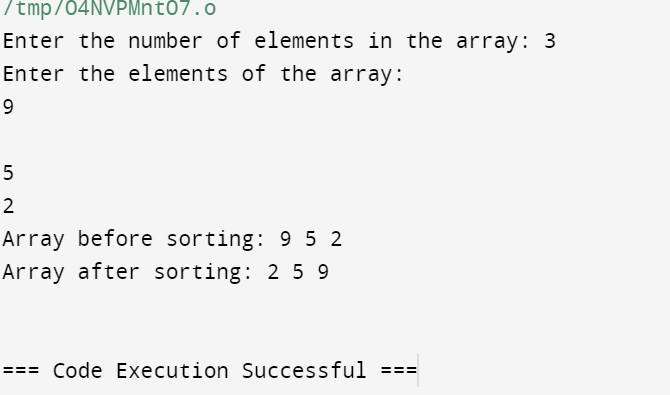 /tmp/O4NVPMntO7.o
Enter the number of elements in the array: 3
Enter the elements of the array:
9
5
2
Array before sorting: 9 5 2
Array after sorting: 2 5 9
=== Code Execution Successful ===